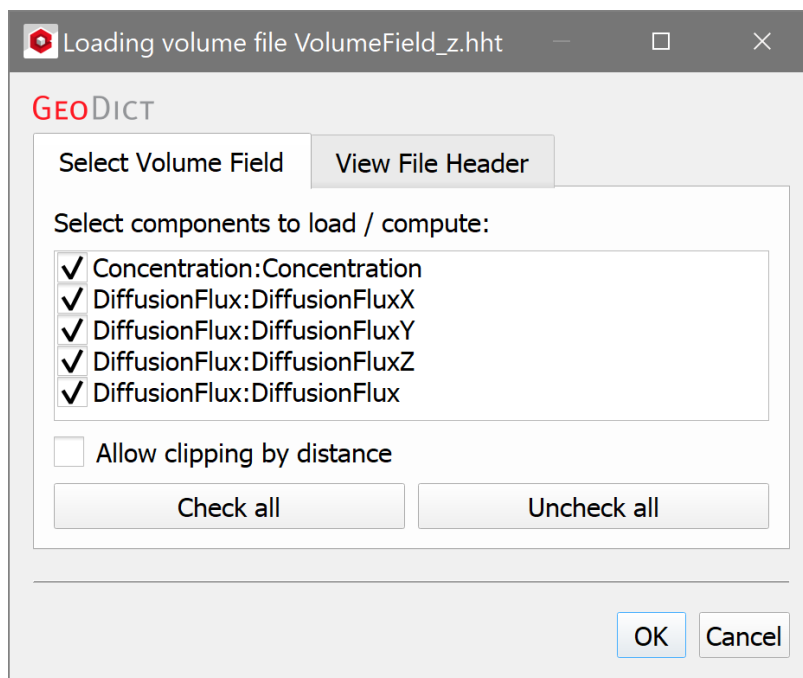 Loading volume file VolumeField_z.hht
GEODICT
Select Volume Field View File Header
Select components to load / compute:
Concentration:Concentration
DiffusionFlux:DiffusionFluxX
DiffusionFlux:DiffusionFluxY
DiffusionFlux:DiffusionFluxZ
DiffusionFlux:DiffusionFlux
Allow clipping by distance
Check all Uncheck all
OK Cancel